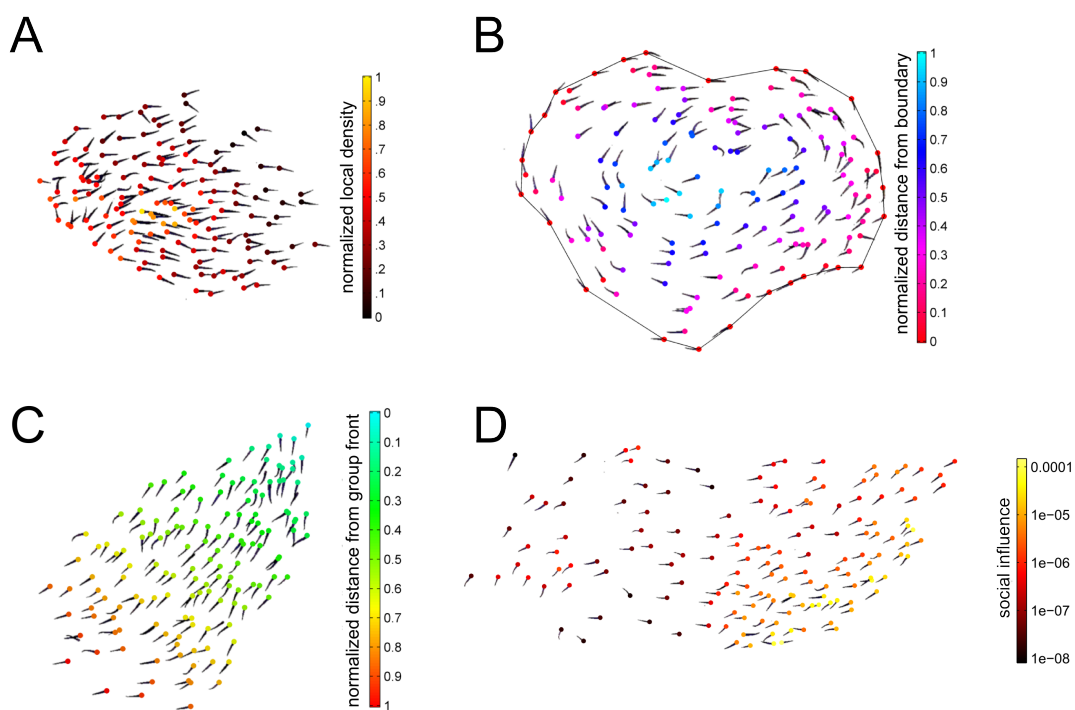 A
normalized local density
1
.9
.8
.7
.6
.5
.4
.3
.2
.1
0
B
normalized distance from boundary
1
0.9
0.8
0.7
0.6
0.5
0.4
0.3
0.2
0.1
0
C
normalized distance from group front
0
0.1
0.2
0.3
0.4
0.5
0.6
0.7
0.8
0.9
1
D
social influence
0.0001
1e−05
1e−06
1e−07
1e−08